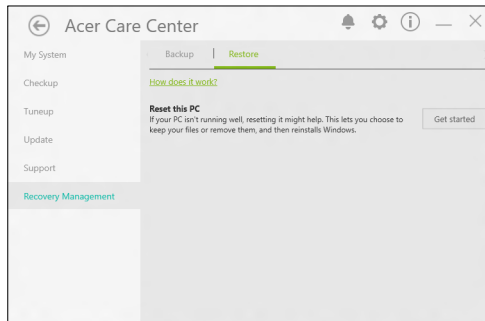 Acer Care Center
My System
Checkup
Tuneup
Update
Support
Recovery Management
Backup
Restore
How does it work?
Reset this PC
If your PC isn't running well, resetting it might help. This lets you choose to
keep your files or remove them, and then reinstalls Windows.
Get started